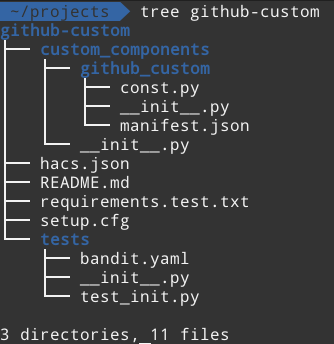 ~/projects tree github-custom
github-custom
├── custom_components
│   ├── github_custom
│   │   ├── const.py
│   │   ├── __init__.py
│   │   └── manifest.json
│   └── __init__.py
├── hacs.json
├── README.md
├── requirements.test.txt
├── setup.cfg
└── tests
    ├── bandit.yaml
    ├── __init__.py
    └── test_init.py
3 directories, 11 files